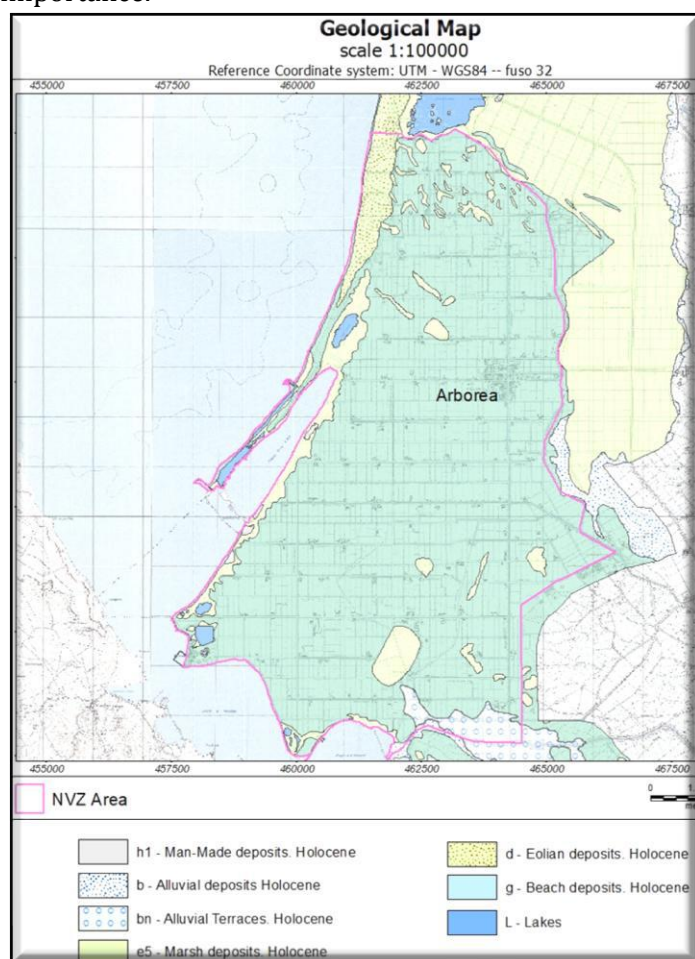 importance.
Geological Map
scale 1:100000
Reference Coordinate system: UTM - WGS84 -- fuso 32
455000 457500 460000 462500 465000 467500
Arborea
455000 457500 460000 462500 465000 467500
NVZ Area
0
h1 - Man-Made deposits. Holocene
b - Alluvial deposits Holocene
bn - Alluvial Terraces. Holocene
e5 - Marsh deposits. Holocene
d - Eolian deposits. Holocene
g - Beach deposits. Holocene
L - Lakes